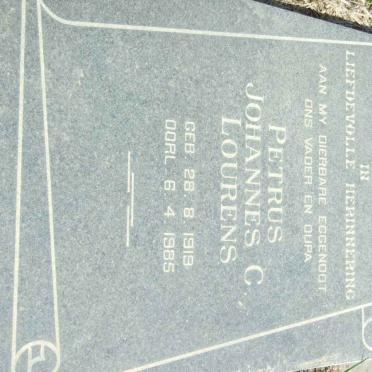 IN
LIEFDEVOLLE HERINNERING
AAN MY DIERBARE EGGENOOT
ONS VADER EN OUPA
PETRUS
JOHANNES C.
LOURENS
GEB. 28. 8. 1919
OORL. 6. 4. 1985